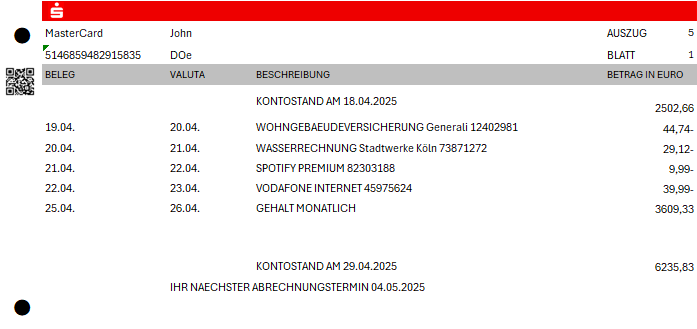 MasterCard John AUSZUG 5
5146859482915835 DOe BLATT 1
BELEG VALUTA BESCHREIBUNG BETRAG IN EURO
KONTOSTAND AM 18.04.2025 2502,66
19.04. 20.04. WOHNGEBAEUDEVERSICHERUNG Generali 12402981 44,74-
20.04. 21.04. WASSERRECHNUNG Stadtwerke Köln 73871272 29,12-
21.04. 22.04. SPOTIFY PREMIUM 82303188 9,99-
22.04. 23.04. VODAFONE INTERNET 45975624 39,99-
25.04. 26.04. GEHALT MONATLICH 3609,33
KONTOSTAND AM 29.04.2025 6235,83
IHR NAECHSTER ABRECHNUNGSTERMIN 04.05.2025